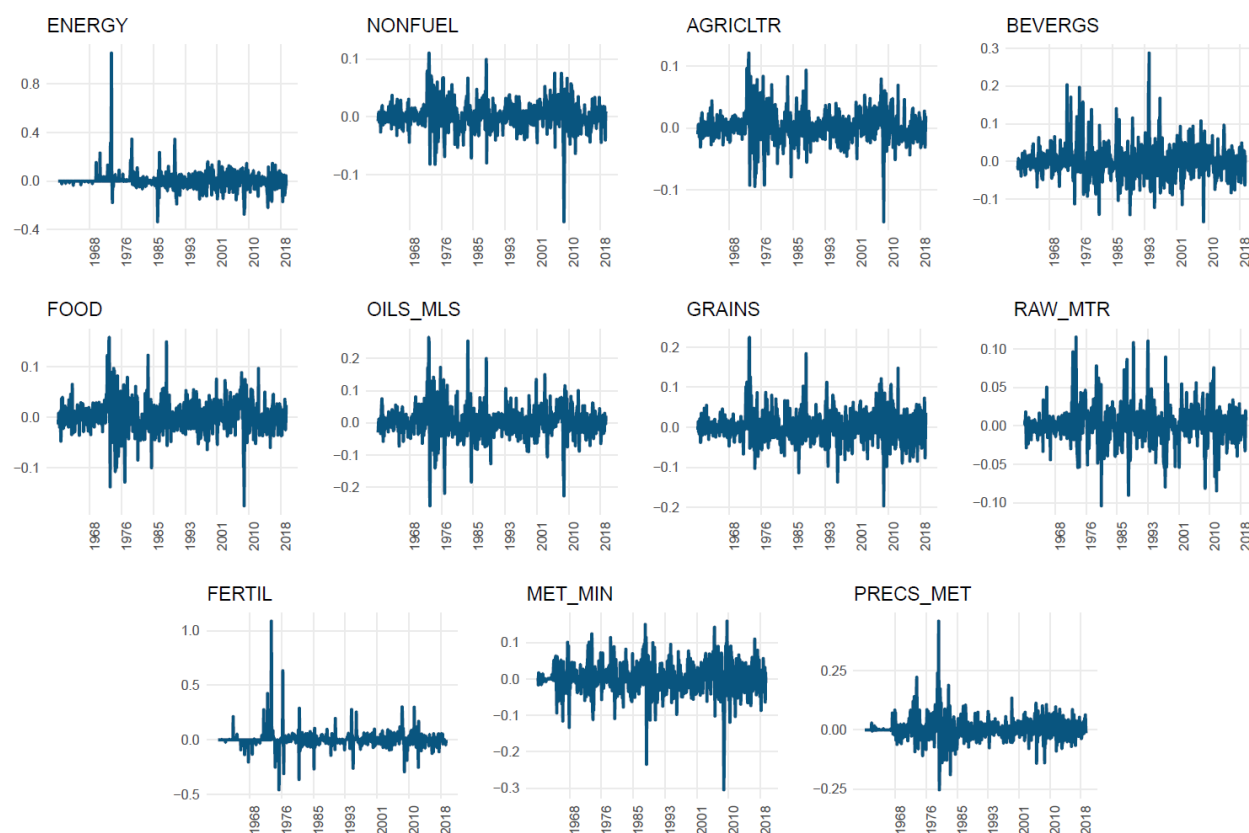 ENERGY NONFUEL AGRICLTR BEVERGS
0.8 0.4 0.0 −0.4
0.1 0.0 −0.1
0.1 0.0 −0.1
0.3 0.2 0.1 0.0 −0.1
1968 1976 1985 1993 2001 2010 2018
1968 1976 1985 1993 2001 2010 2018
1968 1976 1985 1993 2001 2010 2018
1968 1976 1985 1993 2001 2010 2018
FOOD OILS_MLS GRAINS RAW_MTR
0.1 0.0 −0.1
0.2 0.1 0.0 −0.1 −0.2
0.2 0.1 0.0 −0.1 −0.2
0.10 0.05 0.00 −0.05 −0.10
1968 1976 1985 1993 2001 2010 2018
1968 1976 1985 1993 2001 2010 2018
1968 1976 1985 1993 2001 2010 2018
1968 1976 1985 1993 2001 2010 2018
FERTIL MET_MIN PRECS_MET
1.0 0.5 0.0 −0.5
0.1 0.0 −0.1 −0.2 −0.3
0.25 0.00 −0.25
1968 1976 1985 1993 2001 2010 2018
1968 1976 1985 1993 2001 2010 2018
1968 1976 1985 1993 2001 2010 2018